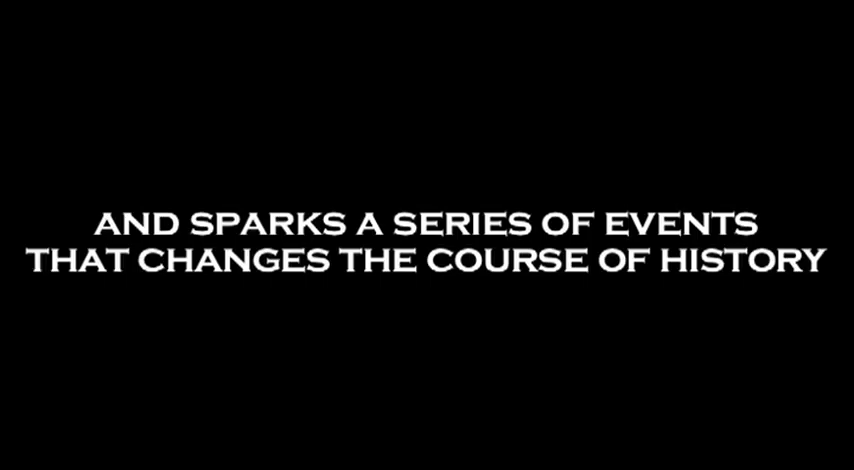 AND SPARKS A SERIES OF EVENTS
THAT CHANGES THE COURSE OF HISTORY